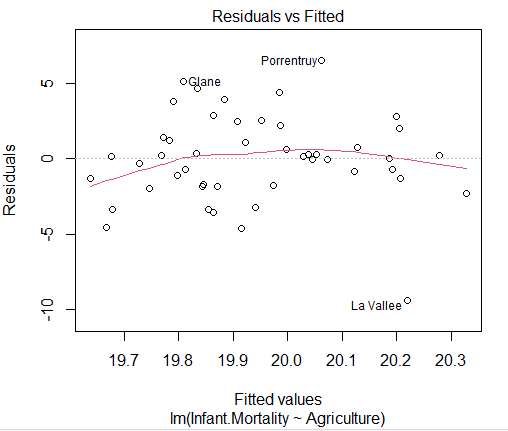 Residuals vs Fitted
Porrentruy
Glane
La Vallee
Residuals
5
0
-5
-10
19.7 19.8 19.9 20.0 20.1 20.2 20.3
Fitted values
lm(Infant.Mortality ~ Agriculture)